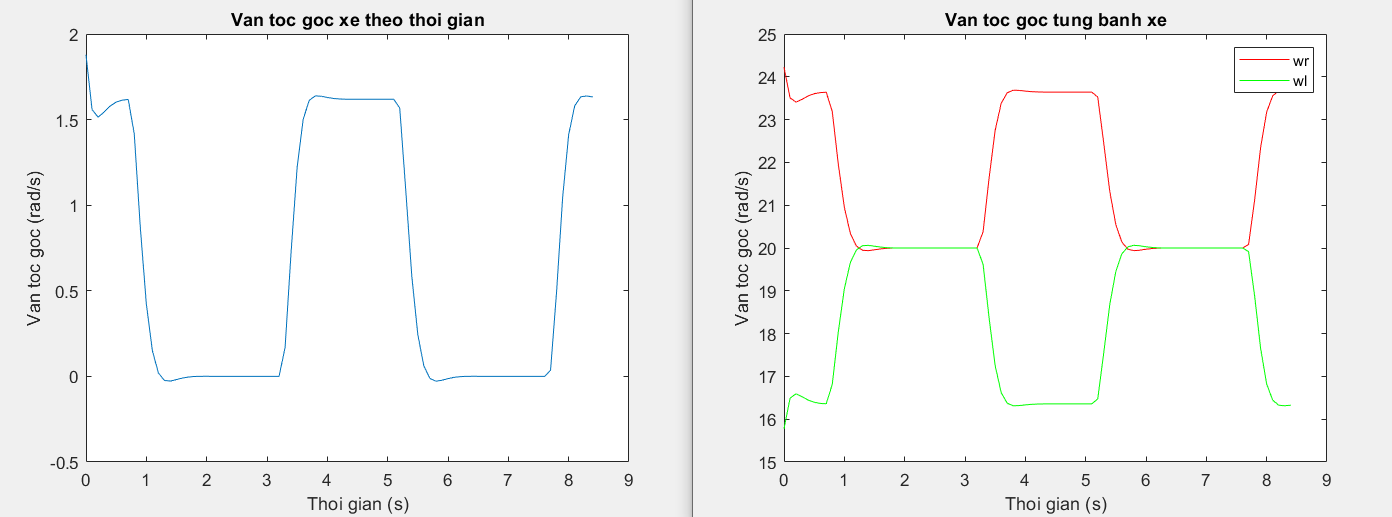 Van toc goc xe theo thoi gian
2
1.5
1
0.5
0
-0.5
Van toc goc (rad/s)
0 1 2 3 4 5 6 7 8 9
Thoi gian (s)
Van toc goc tung banh xe
25
24
23
22
21
20
19
18
17
16
15
Van toc goc (rad/s)
wr
wl
0 1 2 3 4 5 6 7 8 9
Thoi gian (s)